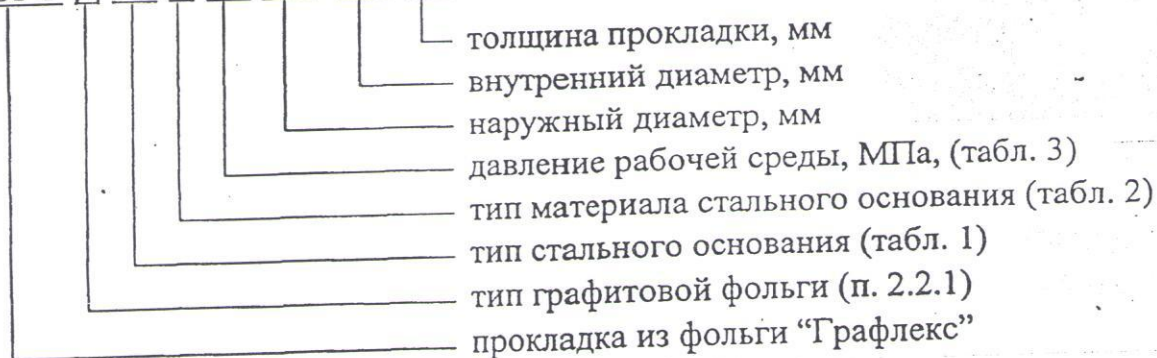 толщина прокладки, мм
внутренний диаметр, мм
наружный диаметр, мм
давление рабочей среды, МПа, (табл. 3)
тип материала стального основания (табл. 2)
тип стального основания (табл. 1)
тип графитовой фольги (п. 2.2.1)
прокладка из фольги “Графлекс”